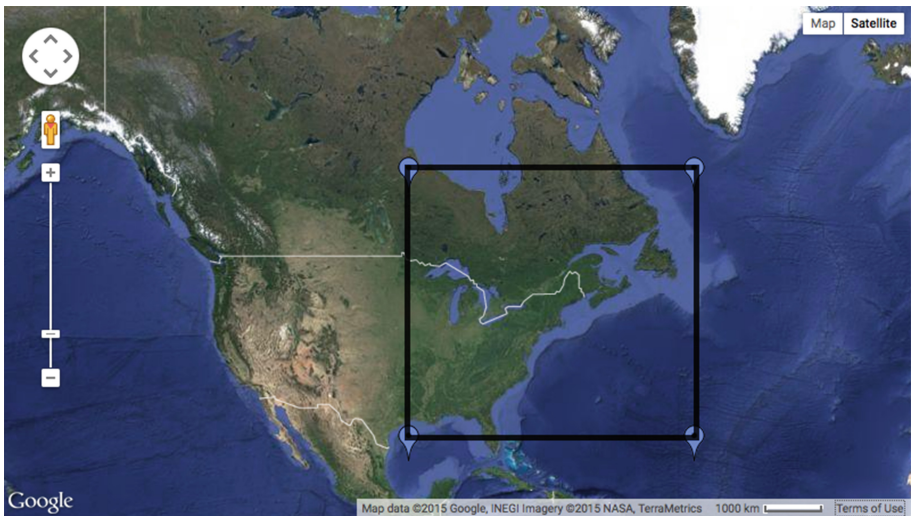 Map Satellite
Google
Map data ©2015 Google, INEGI Imagery ©2015 NASA, TerraMetrics 1000 km Terms of Use